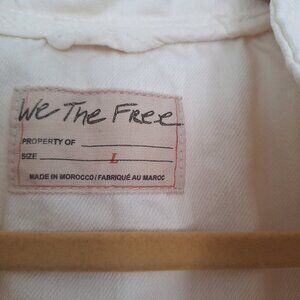 We The Free
PROPERTY OF
SIZE L
MADE IN MOROCCO / FABRIQUÉ AU MAROC